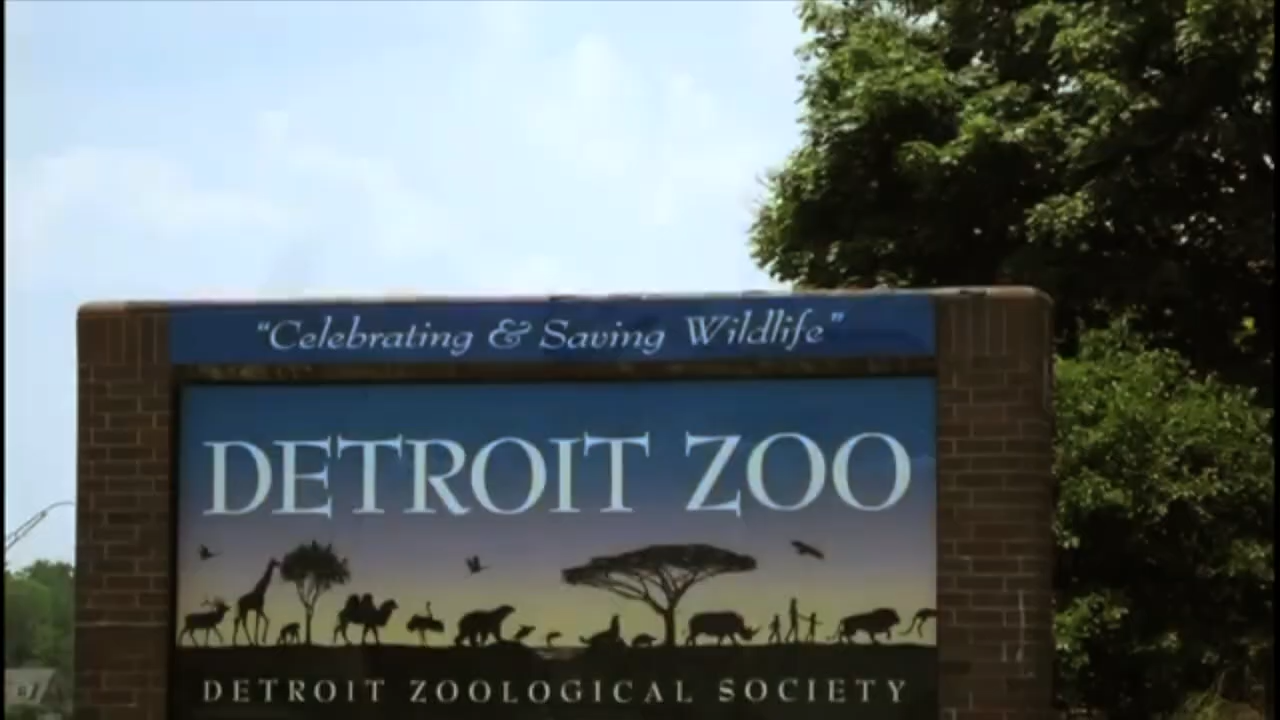 "Celebrating & Saving Wildlife"
DETROIT ZOO
DETROIT ZOOLOGICAL SOCIETY